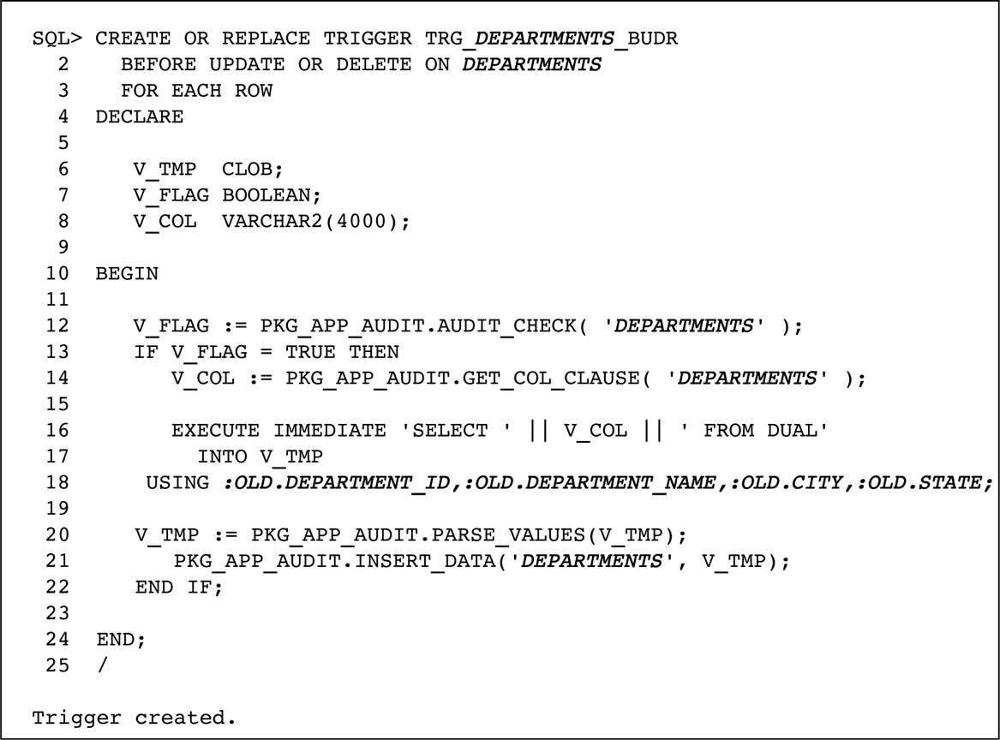 SQL> CREATE OR REPLACE TRIGGER TRG_DEPARTMENTS_BUDR
2 BEFORE UPDATE OR DELETE ON DEPARTMENTS
3 FOR EACH ROW
4 DECLARE
5
6 V_TMP CLOB;
7 V_FLAG BOOLEAN;
8 V_COL VARCHAR2(4000);
9
10 BEGIN
11
12 V_FLAG := PKG_APP_AUDIT.AUDIT_CHECK( 'DEPARTMENTS' );
13 IF V_FLAG = TRUE THEN
14 V_COL := PKG_APP_AUDIT.GET_COL_CLAUSE( 'DEPARTMENTS' );
15
16 EXECUTE IMMEDIATE 'SELECT ' || V_COL || ' FROM DUAL'
17 INTO V_TMP
18 USING :OLD.DEPARTMENT_ID,:OLD.DEPARTMENT_NAME,:OLD.CITY,:OLD.STATE;
19
20 V_TMP := PKG_APP_AUDIT.PARSE_VALUES(V_TMP);
21 PKG_APP_AUDIT.INSERT_DATA('DEPARTMENTS', V_TMP);
22 END IF;
23
24 END;
25 /
Trigger created.